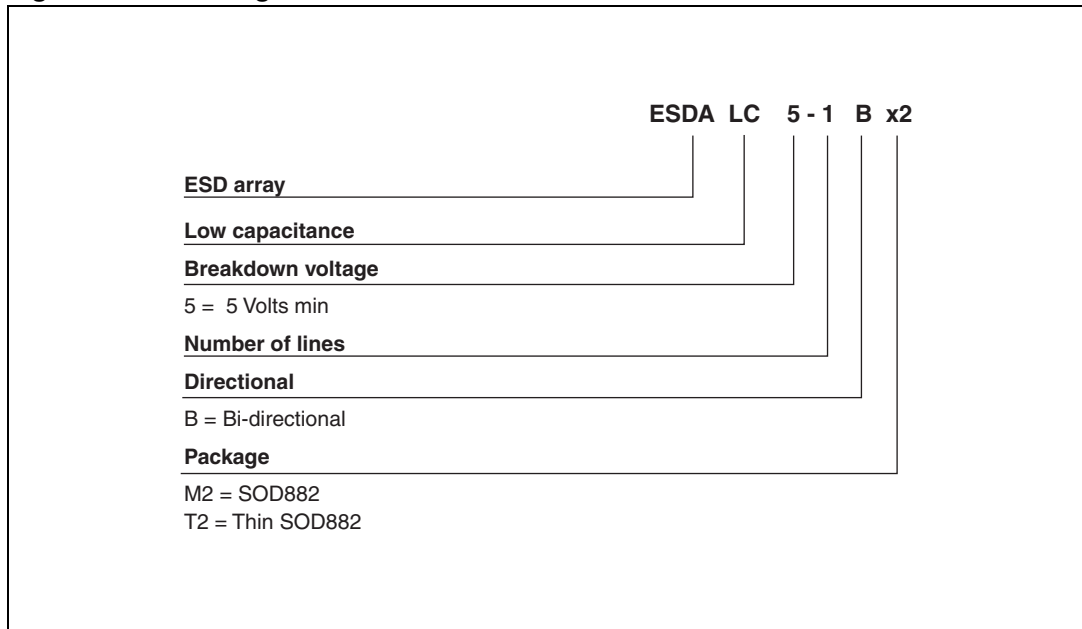 ESDA LC 5 - 1 B x2
ESD array
Low capacitance
Breakdown voltage
5 = 5 Volts min
Number of lines
Directional
B = Bi-directional
Package
M2 = SOD882
T2 = Thin SOD882